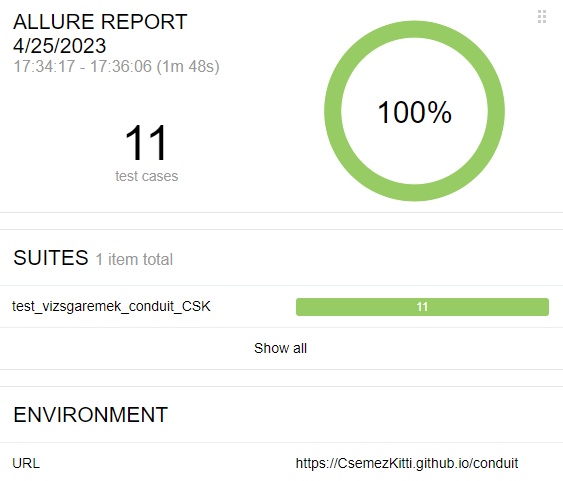 ALLURE REPORT
4/25/2023
17:34:17 - 17:36:06 (1m 48s)
11
test cases
100%
SUITES 1 item total
test_vizsgaremek_conduit_CSK 11
Show all
ENVIRONMENT
URL https://CsemezKitti.github.io/conduit